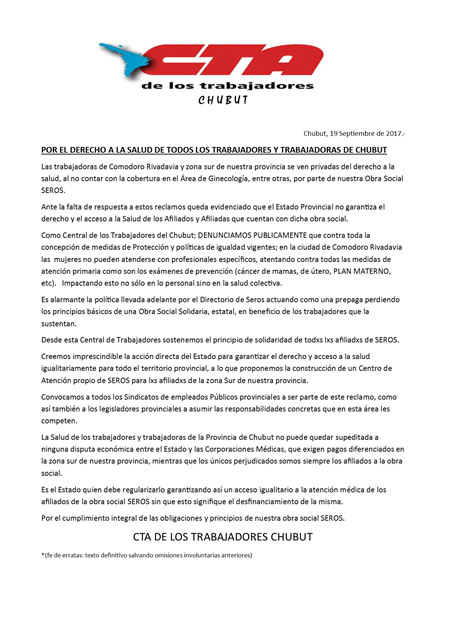 CTA
de los trabajadores
CHUBUT
Chubut, 19 Septiembre de 2017.-
POR EL DERECHO A LA SALUD DE TODOS LOS TRABAJADORES Y TRABAJADORAS DE CHUBUT
Las trabajadoras de Comodoro Rivadavia y zona sur de nuestra provincia se ven privadas del derecho a la
salud, al no contar con la cobertura en el Área de Ginecología, entre otras, por parte de nuestra Obra Social
SEROS.
Ante la falta de respuesta a estos reclamos queda evidenciado que el Estado Provincial no garantiza el
derecho y el acceso a la Salud de los Afiliados y Afiliadas que cuentan con dicha obra social.
Como Central de los Trabajadores del Chubut; DENUNCIAMOS PUBLICAMENTE que contra toda la
concepción de medidas de Protección y políticas de igualdad vigentes; en la ciudad de Comodoro Rivadavia
las mujeres no pueden atenderse con profesionales específicos, atentando contra todas las medidas de
atención primaria como son los exámenes de prevención (cáncer de mamas, de útero, PLAN MATERNO,
etc). Impactando esto no sólo en lo personal sino en la salud colectiva.
Es alarmante la política llevada adelante por el Directorio de Seros actuando como una prepaga perdiendo
los principios básicos de una Obra Social Solidaria, estatal, en beneficio de los trabajadores que la
sustentan.
Desde esta Central de Trabajadores sostenemos el principio de solidaridad de todxs lxs afiliadxs de SEROS.
Creemos imprescindible la acción directa del Estado para garantizar el derecho y acceso a la salud
igualitariamente para todo el territorio provincial, a lo que proponemos la construcción de un Centro de
Atención propio de SEROS para lxs afiliadxs de la zona Sur de nuestra provincia.
Convocamos a todos los Sindicatos de empleados Públicos provinciales a ser parte de este reclamo, como
así también a los legisladores provinciales a asumir las responsabilidades concretas que en esta área les
competen.
La Salud de los trabajadores y trabajadoras de la Provincia de Chubut no puede quedar supeditada a
ninguna disputa económica entre el Estado y las Corporaciones Médicas, que exigen pagos diferenciados en
la zona sur de nuestra provincia, mientras que los únicos perjudicados somos siempre los afiliados a la obra
social.
Es el Estado quien debe regularizarlo garantizando así un acceso igualitario a la atención médica de los
afiliados de la obra social SEROS sin que esto signifique el desfinanciamiento de la misma.
Por el cumplimiento integral de las obligaciones y principios de nuestra obra social SEROS.
CTA DE LOS TRABAJADORES CHUBUT
*(fe de erratas: texto definitivo salvando omisiones involuntarias anteriores)